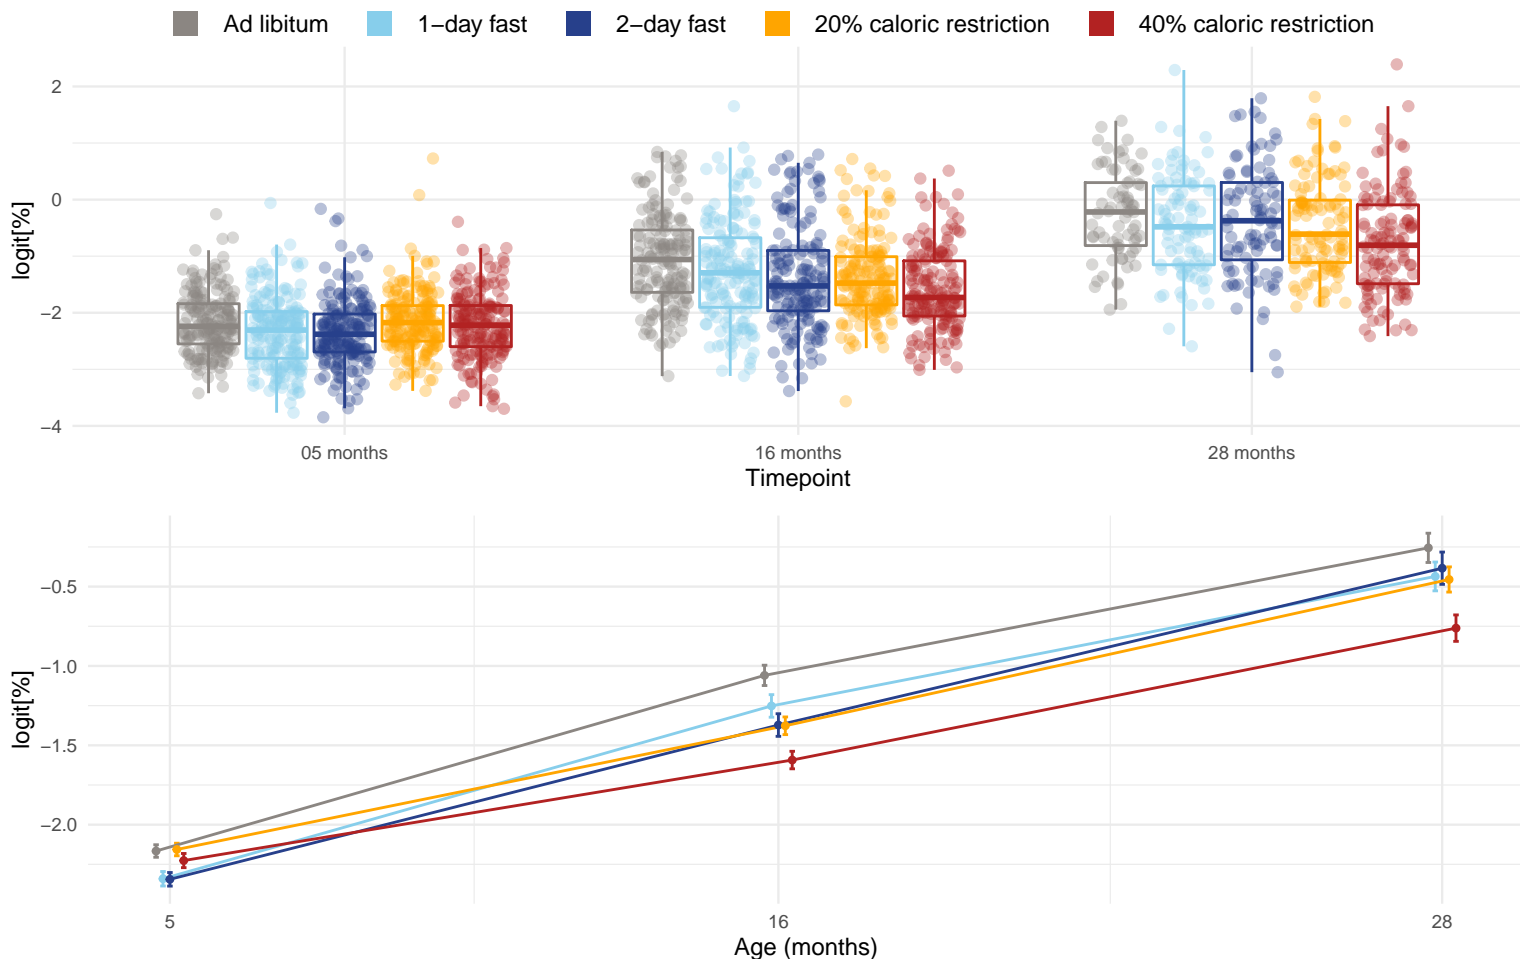 Ad libitum 1−day fast 2−day fast 20% caloric restriction 40% caloric restriction
logit[%]
2
0
−2
−4
05 months 16 months 28 months
Timepoint
logit[%]
−0.5
−1.0
−1.5
−2.0
5 16 28
Age (months)